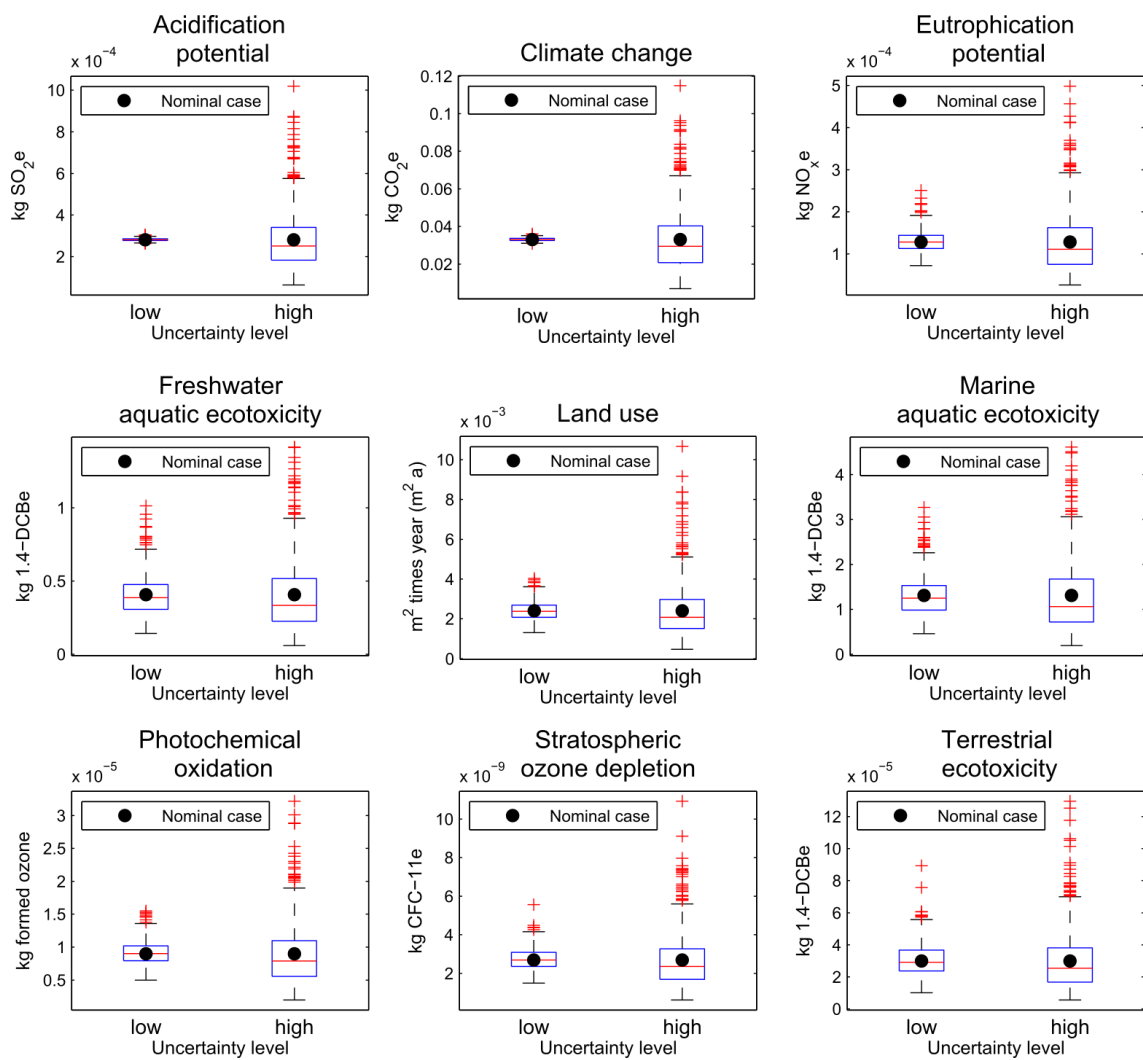 Acidification
potential
x 10⁻⁴
10
8
6
4
2
kg SO₂e
Nominal case
low
high
Uncertainty level
Climate change
0.12
0.1
0.08
0.06
0.04
0.02
kg CO₂e
Nominal case
low
high
Uncertainty level
Eutrophication
potential
x 10⁻⁴
5
4
3
2
1
kg NOₓe
Nominal case
low
high
Uncertainty level
Freshwater
aquatic ecotoxicity
1
0.5
0
kg 1.4−DCBe
Nominal case
low
high
Uncertainty level
Land use
x 10⁻³
10
8
6
4
2
0
m² times year (m² a)
Nominal case
low
high
Uncertainty level
Marine
aquatic ecotoxicity
4
3
2
1
0
kg 1.4−DCBe
Nominal case
low
high
Uncertainty level
Photochemical
oxidation
x 10⁻⁵
3
2.5
2
1.5
1
0.5
kg formed ozone
Nominal case
low
high
Uncertainty level
Stratospheric
ozone depletion
x 10⁻⁹
10
8
6
4
2
kg CFC−11e
Nominal case
low
high
Uncertainty level
Terrestrial
ecotoxicity
x 10⁻⁵
12
10
8
6
4
2
0
kg 1.4−DCBe
Nominal case
low
high
Uncertainty level